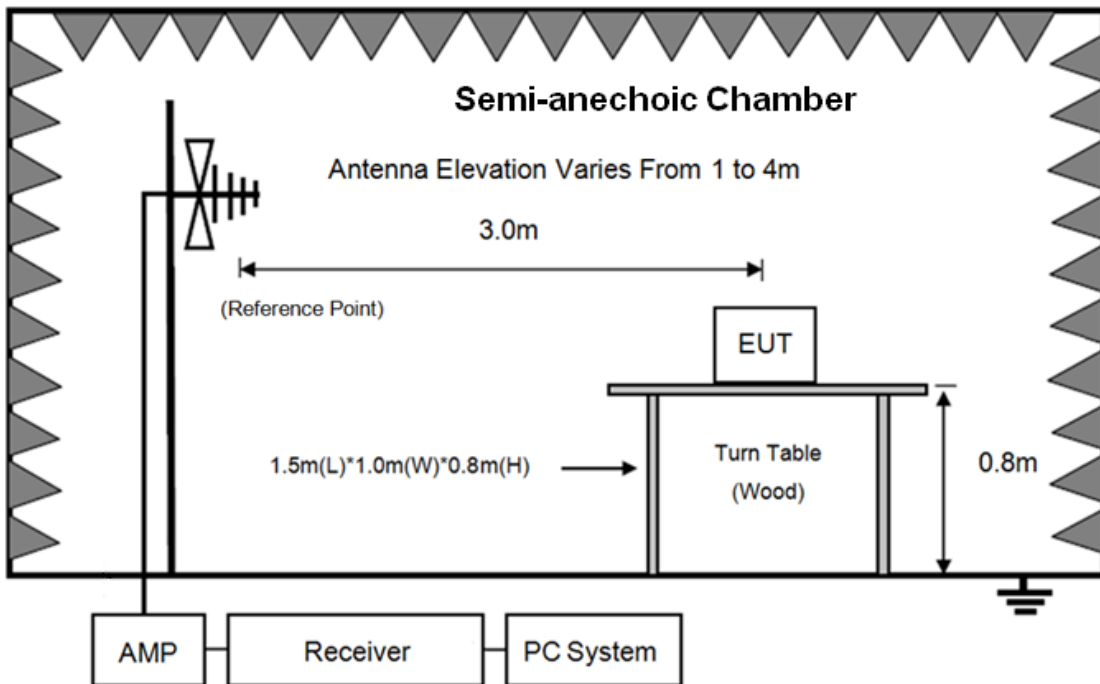 Semi-anechoic Chamber
Antenna Elevation Varies From 1 to 4m
3.0m
(Reference Point)
EUT
1.5m(L)*1.0m(W)*0.8m(H)
Turn Table
(Wood)
0.8m
AMP
Receiver
PC System